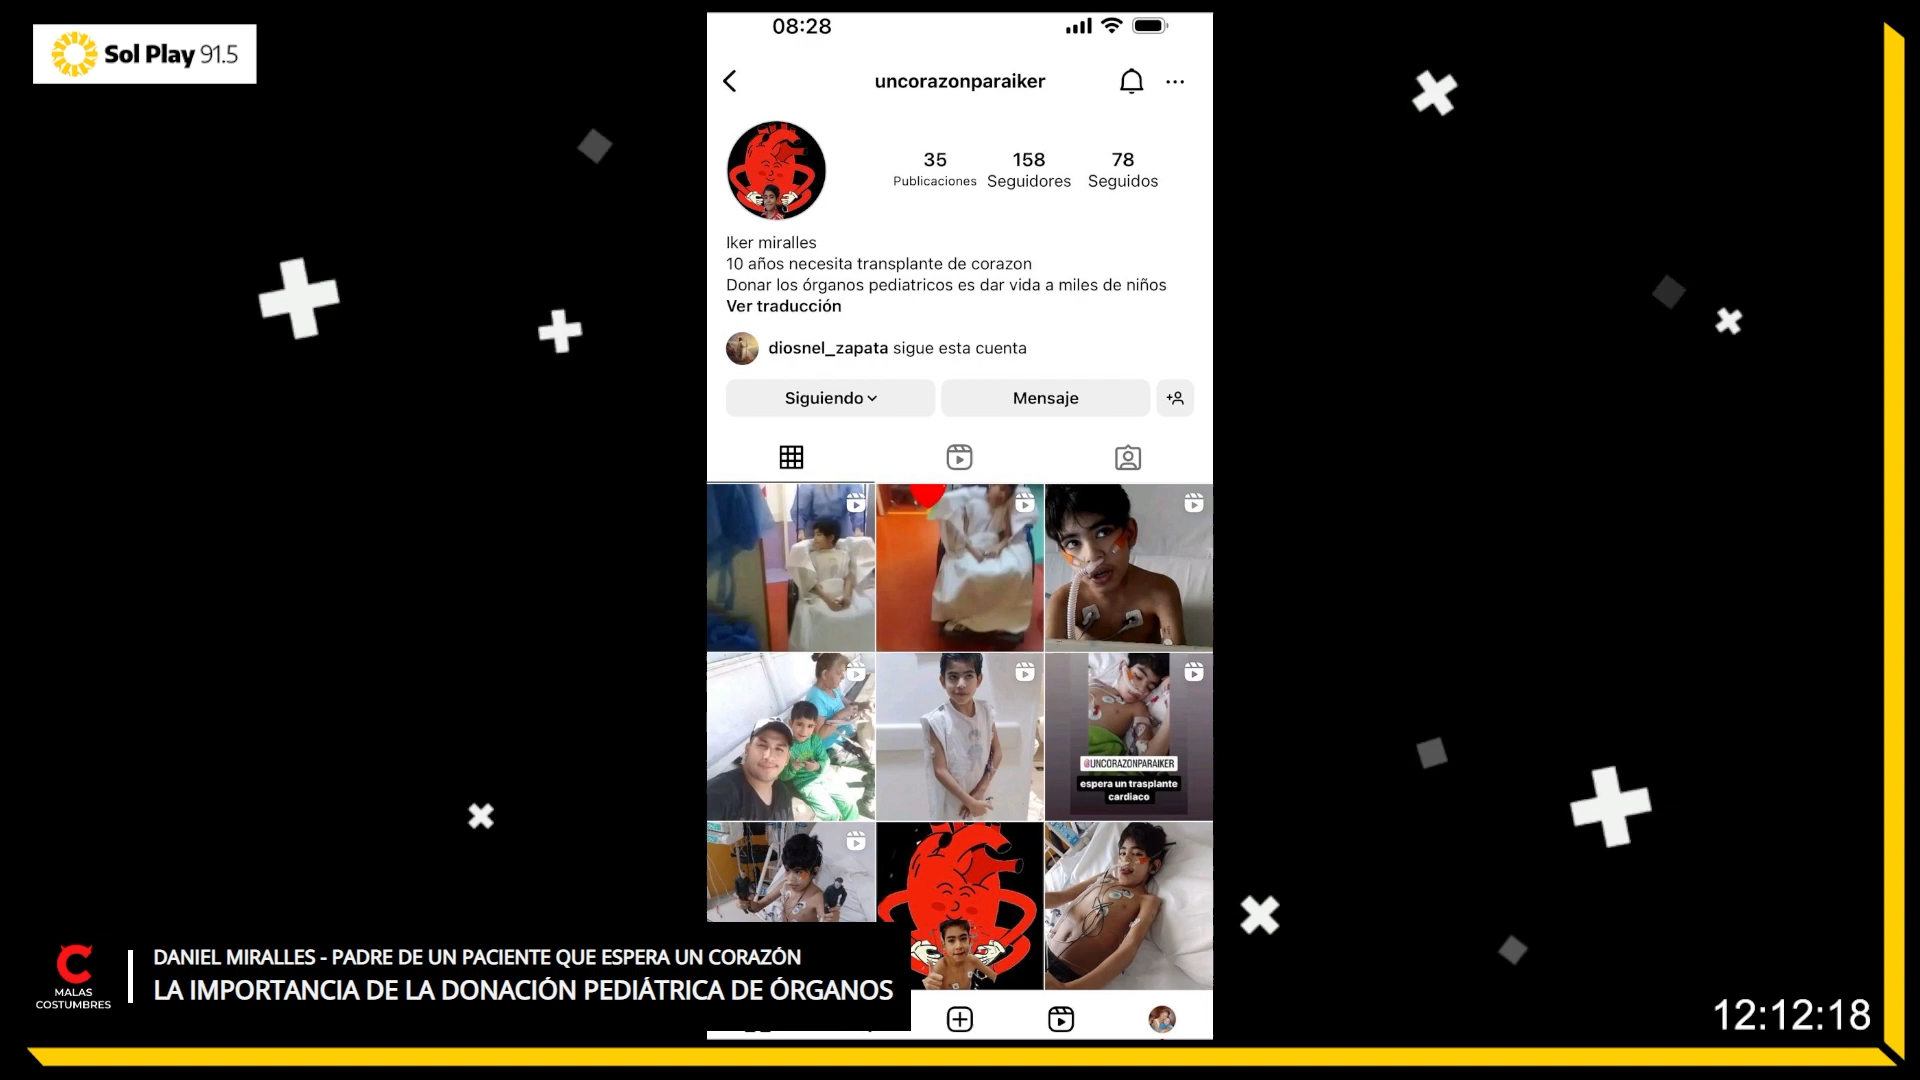 Sol Play 91.5
08:28
uncorazonparaiker
35
158
78
Publicaciones
Seguidores
Seguidos
Iker miralles
10 años necesita transplante de corazon
Donar los órganos pediatricos es dar vida a miles de niños
Ver traducción
diosnel_zapata sigue esta cuenta
Siguiendo
Mensaje
@UNCORAZONPARAIKER
espera un trasplante
cardiaco
MALAS
COSTUMBRES
DANIEL MIRALLES - PADRE DE UN PACIENTE QUE ESPERA UN CORAZÓN
LA IMPORTANCIA DE LA DONACIÓN PEDIÁTRICA DE ÓRGANOS
12:12:18